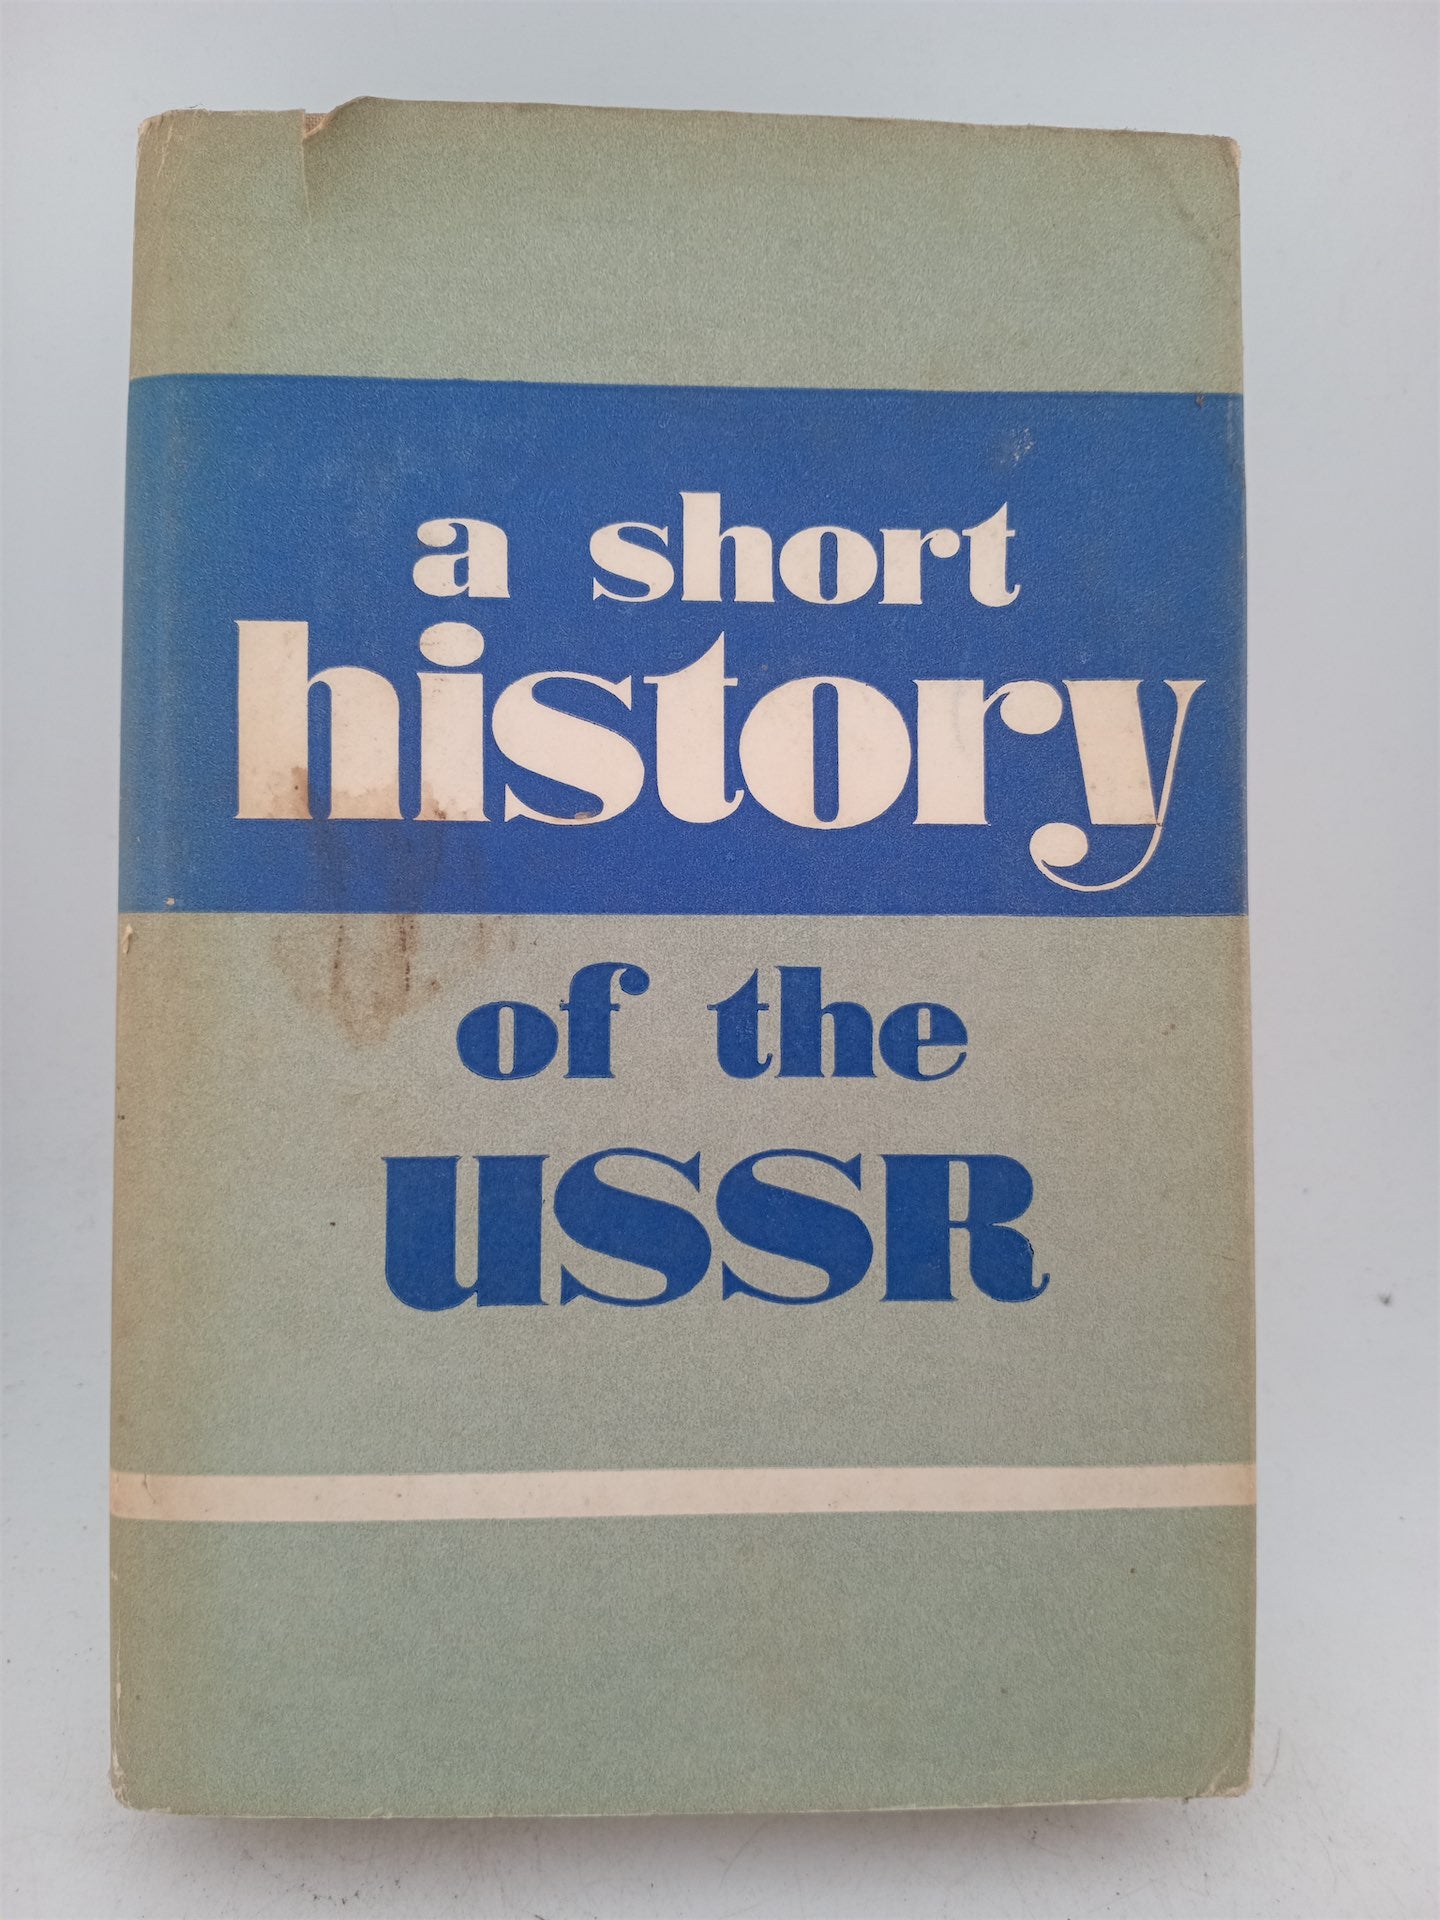 a short
history
of the
USSR